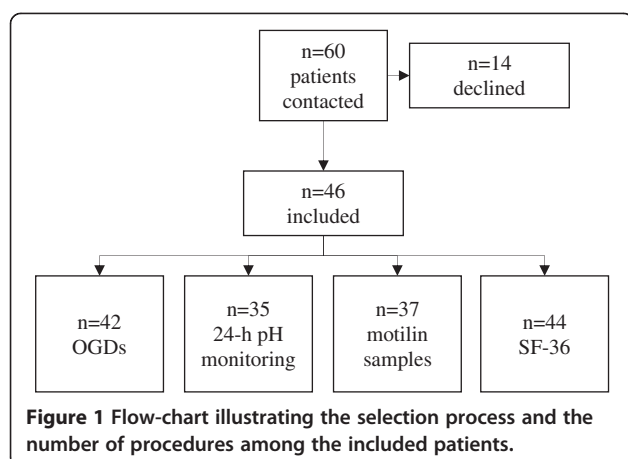 n=60
patients
contacted
n=14
declined
n=46
included
n=42
OGDs
n=35
24-h pH
monitoring
n=37
motilin
samples
n=44
SF-36
Figure 1 Flow-chart illustrating the selection process and the
number of procedures among the included patients.